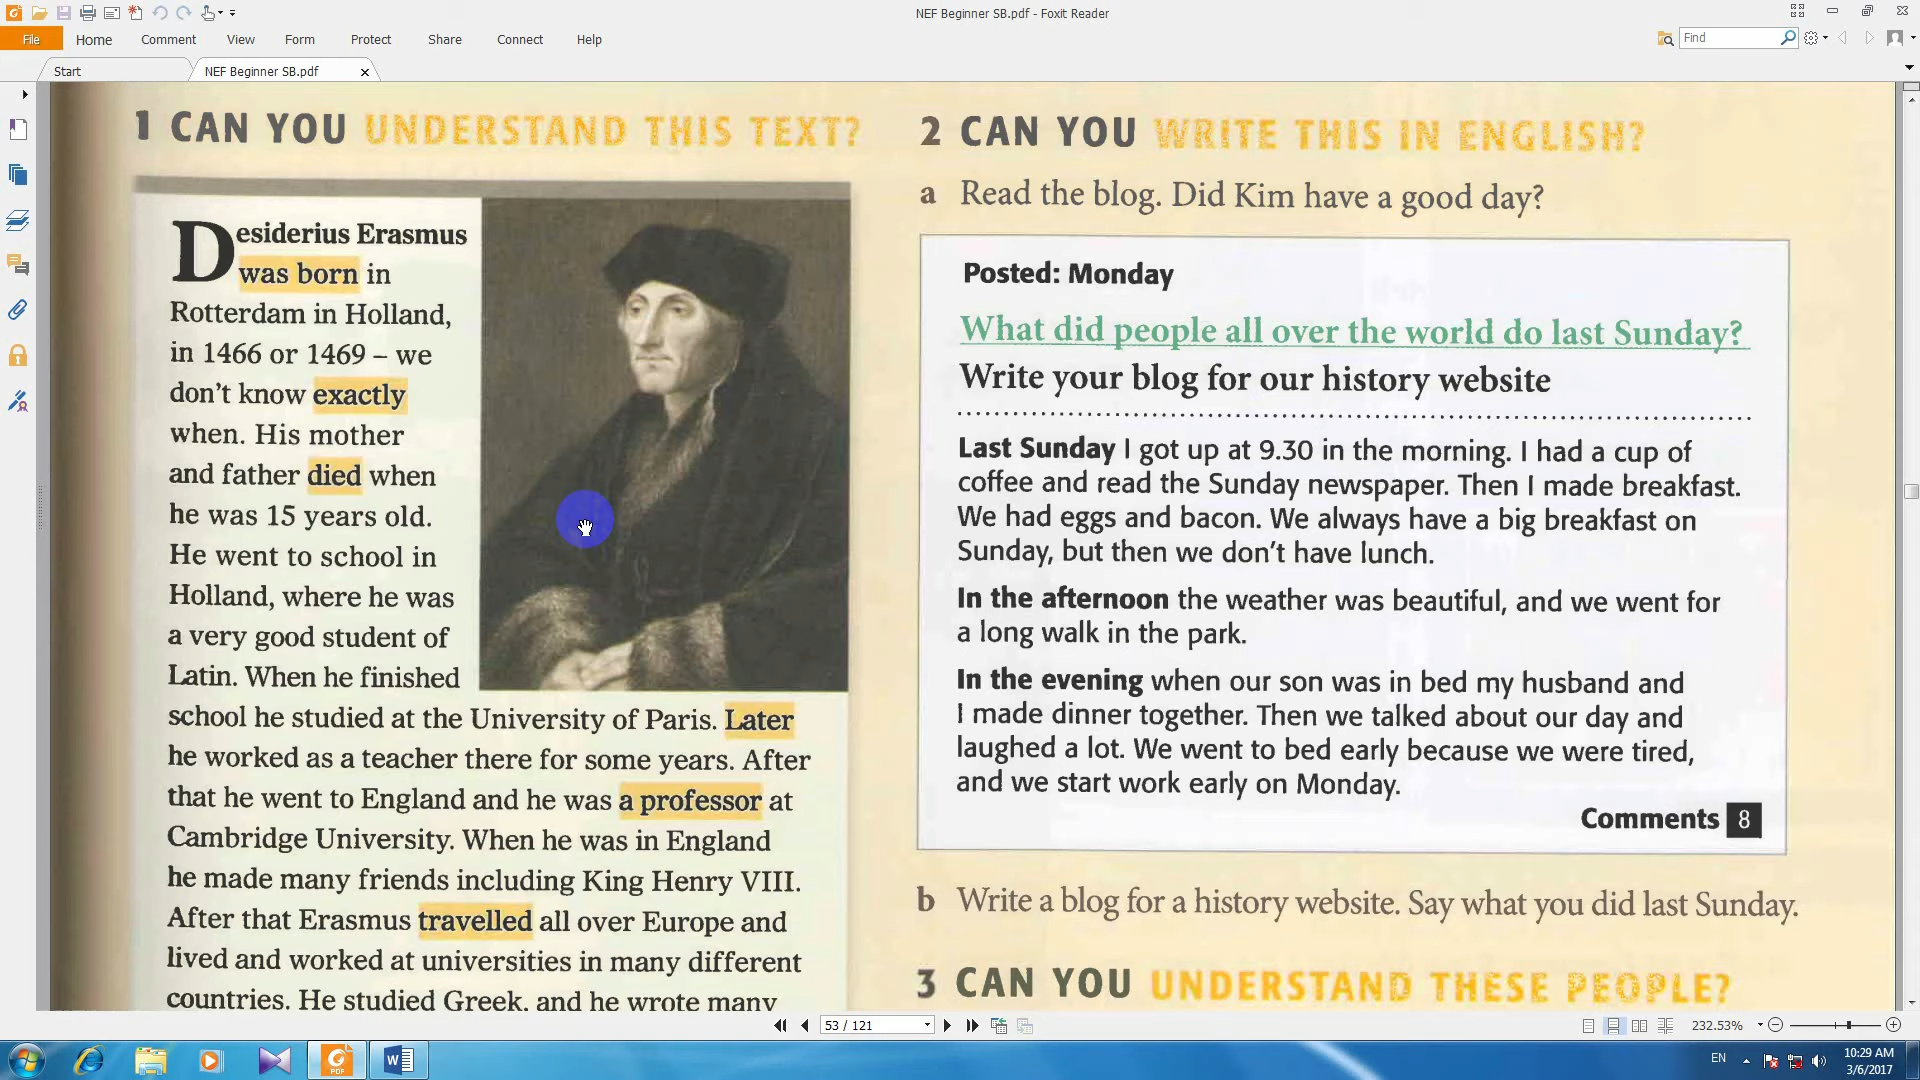 NEF Beginner SB.pdf - Foxit Reader
File Home Comment View Form Protect Share Connect Help
Find
Start
NEF Beginner SB.pdf
1 CAN YOU UNDERSTAND THIS TEXT?
Desiderius Erasmus
was born in
Rotterdam in Holland,
in 1466 or 1469 – we
don't know exactly
when. His mother
and father died when
he was 15 years old.
He went to school in
Holland, where he was
a very good student of
Latin. When he finished
school he studied at the University of Paris. Later
he worked as a teacher there for some years. After
that he went to England and he was a professor at
Cambridge University. When he was in England
he made many friends including King Henry VIII.
After that Erasmus travelled all over Europe and
lived and worked at universities in many different
countries. He studied Greek, and he wrote many
2 CAN YOU WRITE THIS IN ENGLISH?
a Read the blog. Did Kim have a good day?
Posted: Monday
What did people all over the world do last Sunday?
Write your blog for our history website
Last Sunday I got up at 9.30 in the morning. I had a cup of
coffee and read the Sunday newspaper. Then I made breakfast.
We had eggs and bacon. We always have a big breakfast on
Sunday, but then we don't have lunch.
In the afternoon the weather was beautiful, and we went for
a long walk in the park.
In the evening when our son was in bed my husband and
I made dinner together. Then we talked about our day and
laughed a lot. We went to bed early because we were tired,
and we start work early on Monday.
Comments 8
b Write a blog for a history website. Say what you did last Sunday.
3 CAN YOU UNDERSTAND THESE PEOPLE?
53 / 121
232.53%
PDF
EN
10:29 AM
3/6/2017